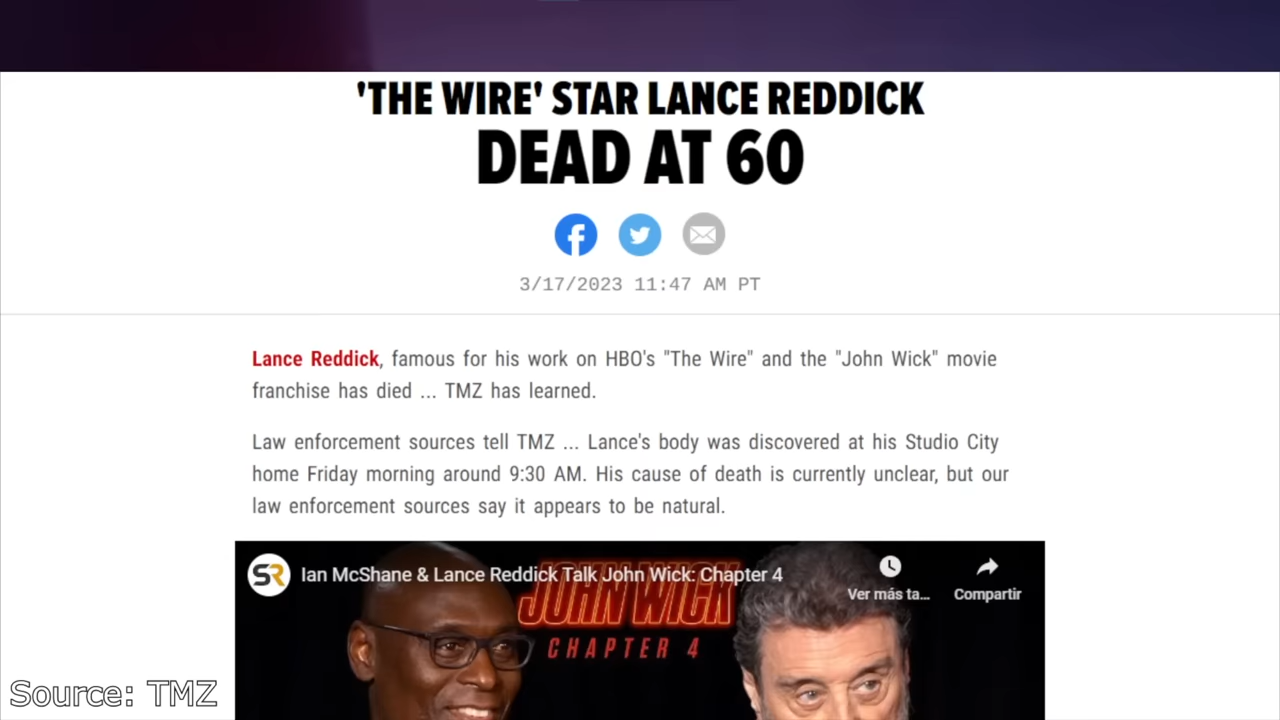 'THE WIRE' STAR LANCE REDDICK
DEAD AT 60
3/17/2023 11:47 AM PT
Lance Reddick, famous for his work on HBO's "The Wire" and the "John Wick" movie
franchise has died ... TMZ has learned.
Law enforcement sources tell TMZ ... Lance's body was discovered at his Studio City
home Friday morning around 9:30 AM. His cause of death is currently unclear, but our
law enforcement sources say it appears to be natural.
SR
Ian McShane & Lance Reddick Talk John Wick: Chapter 4
Ver más ta...
Compartir
JOHN WICK
CHAPTER 4
Source: TMZ